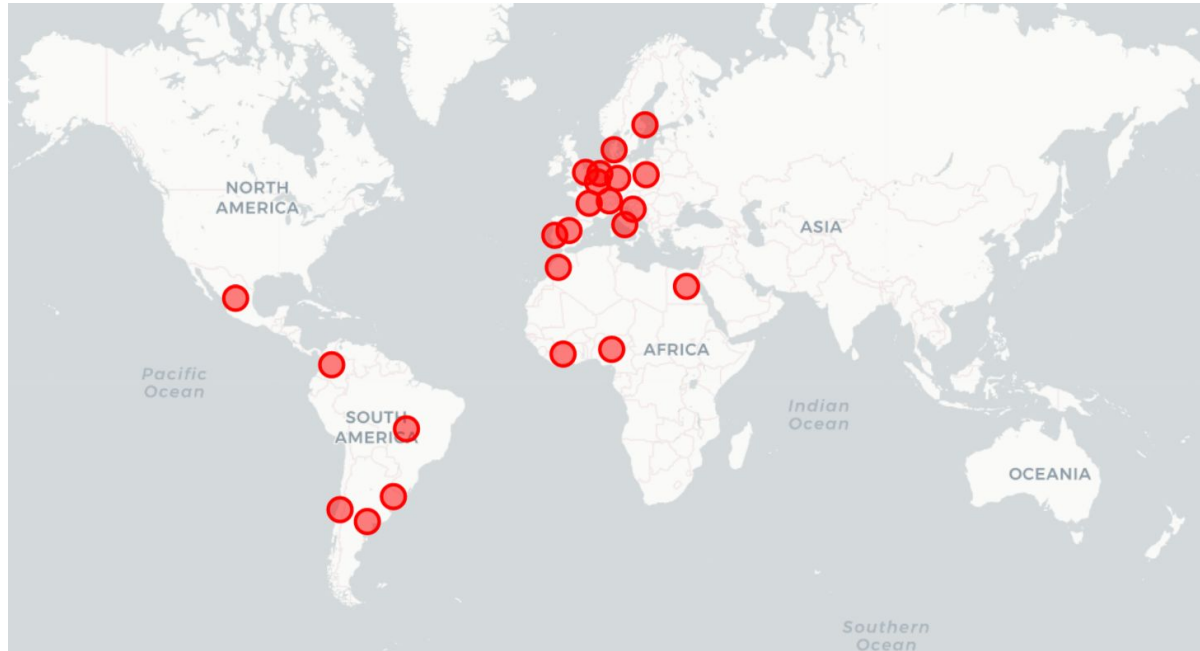 NORTH
AMERICA
ASIA
AFRICA
Pacific
Ocean
Indian
Ocean
SOUTH
AMERICA
OCEANIA
Southern
Ocean